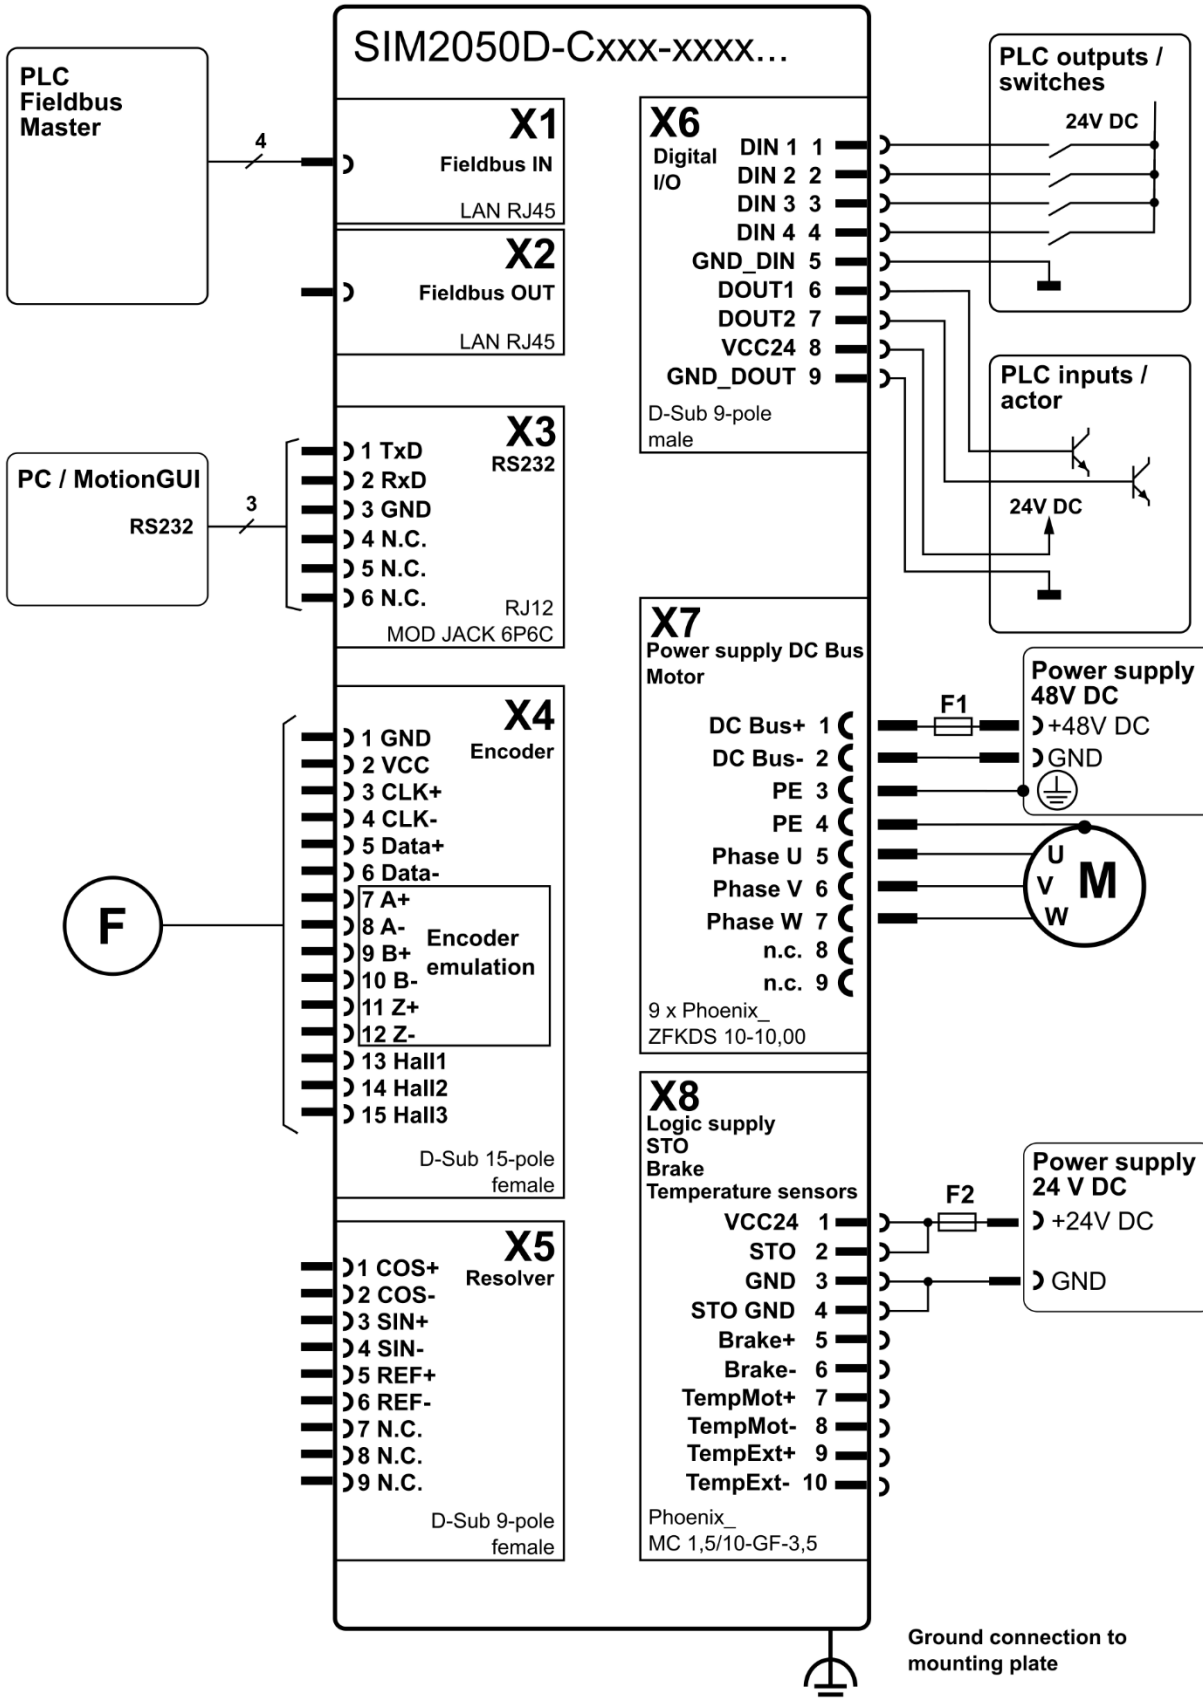 SIM2050D-Cxxx-xxxx...
PLC
Fieldbus
Master
4
X1
Fieldbus IN
LAN RJ45
X2
Fieldbus OUT
LAN RJ45
PC / MotionGUI
RS232
3
X3
RS232
1 TxD
2 RxD
3 GND
4 N.C.
5 N.C.
6 N.C.
RJ12
MOD JACK 6P6C
F
X4
Encoder
1 GND
2 VCC
3 CLK+
4 CLK-
5 Data+
6 Data-
7 A+
8 A-
9 B+
10 B-
11 Z+
12 Z-
Encoder
emulation
13 Hall1
14 Hall2
15 Hall3
D-Sub 15-pole
female
X5
Resolver
1 COS+
2 COS-
3 SIN+
4 SIN-
5 REF+
6 REF-
7 N.C.
8 N.C.
9 N.C.
D-Sub 9-pole
female
X6
Digital
I/O
DIN 1 1
DIN 2 2
DIN 3 3
DIN 4 4
GND_DIN 5
DOUT1 6
DOUT2 7
VCC24 8
GND_DOUT 9
D-Sub 9-pole
male
PLC outputs /
switches
24V DC
PLC inputs /
actor
24V DC
X7
Power supply DC Bus
Motor
DC Bus+ 1
DC Bus- 2
PE 3
PE 4
Phase U 5
Phase V 6
Phase W 7
n.c. 8
n.c. 9
9 x Phoenix_
ZFKDS 10-10,00
F1
Power supply
48V DC
+48V DC
GND
U
V
W
M
X8
Logic supply
STO
Brake
Temperature sensors
VCC24 1
STO 2
GND 3
STO GND 4
Brake+ 5
Brake- 6
TempMot+ 7
TempMot- 8
TempExt+ 9
TempExt- 10
Phoenix_
MC 1,5/10-GF-3,5
F2
Power supply
24 V DC
+24V DC
GND
Ground connection to
mounting plate